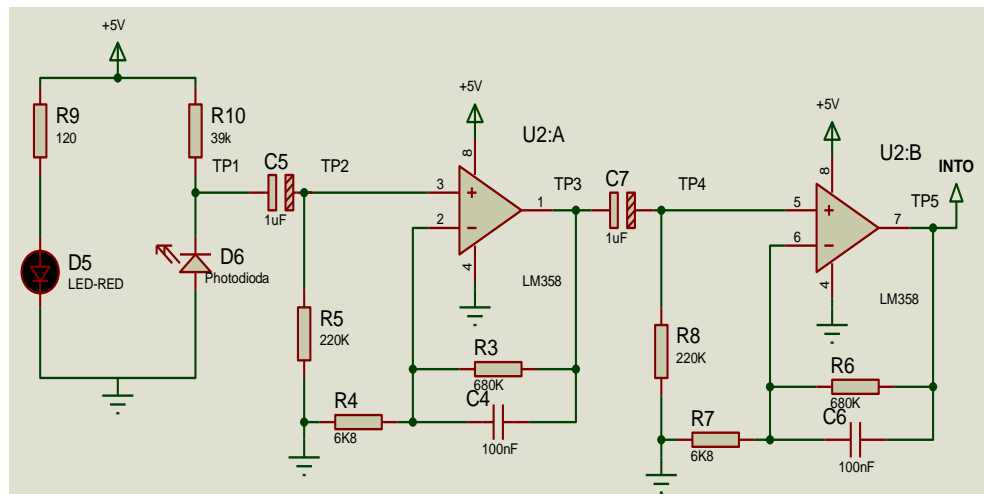 +5V
R9
120
R10
39k
TP1
C5
1uF
TP2
D5
LED-RED
D6
Photodioda
R5
220K
R4
6K8
+5V
8
U2:A
3
2
1
4
LM358
TP3
R3
680K
C4
100nF
C7
1uF
TP4
R8
220K
R7
6K8
+5V
8
U2:B
5
6
7
4
LM358
TP5
INTO
R6
680K
C6
100nF